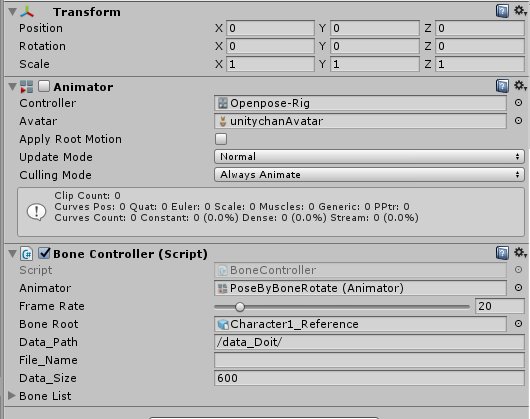 Transform
Position X 0 Y 0 Z 0
Rotation X 0 Y 0 Z 0
Scale X 1 Y 1 Z 1
Animator
Controller Openpose-Rig
Avatar unitychanAvatar
Apply Root Motion
Update Mode Normal
Culling Mode Always Animate
Clip Count: 0
Curves Pos: 0 Quat: 0 Euler: 0 Scale: 0 Muscles: 0 Generic: 0 PPtr: 0
Curves Count: 0 Constant: 0 (0.0%) Dense: 0 (0.0%) Stream: 0 (0.0%)
Bone Controller (Script)
Script BoneController
Animator PoseByBoneRotate (Animator)
Frame Rate 20
Bone Root Character1_Reference
Data_Path /data_Doit/
File_Name
Data_Size 600
Bone List